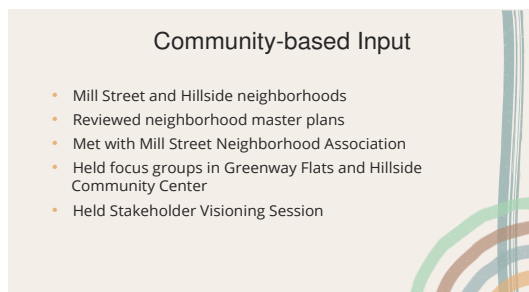 Community-based Input
• Mill Street and Hillside neighborhoods
• Reviewed neighborhood master plans
• Met with Mill Street Neighborhood Association
• Held focus groups in Greenway Flats and Hillside
Community Center
• Held Stakeholder Visioning Session